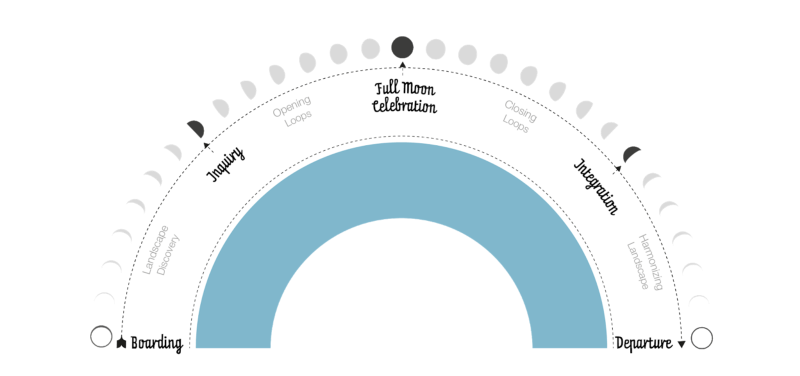 Full Moon
Celebration
Opening
Loops
Closing
Loops
Inquiry
Integration
Landscape
Discovery
Harmonizing
Landscape
Boarding
Departure